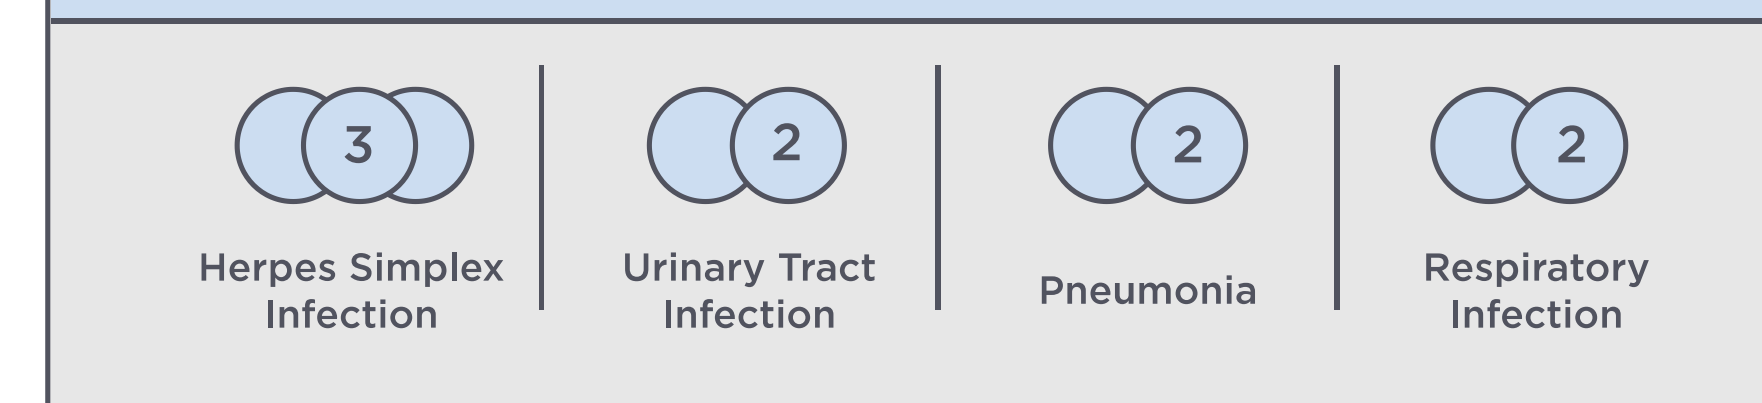 3
Herpes Simplex
Infection
2
Urinary Tract
Infection
2
Pneumonia
2
Respiratory
Infection